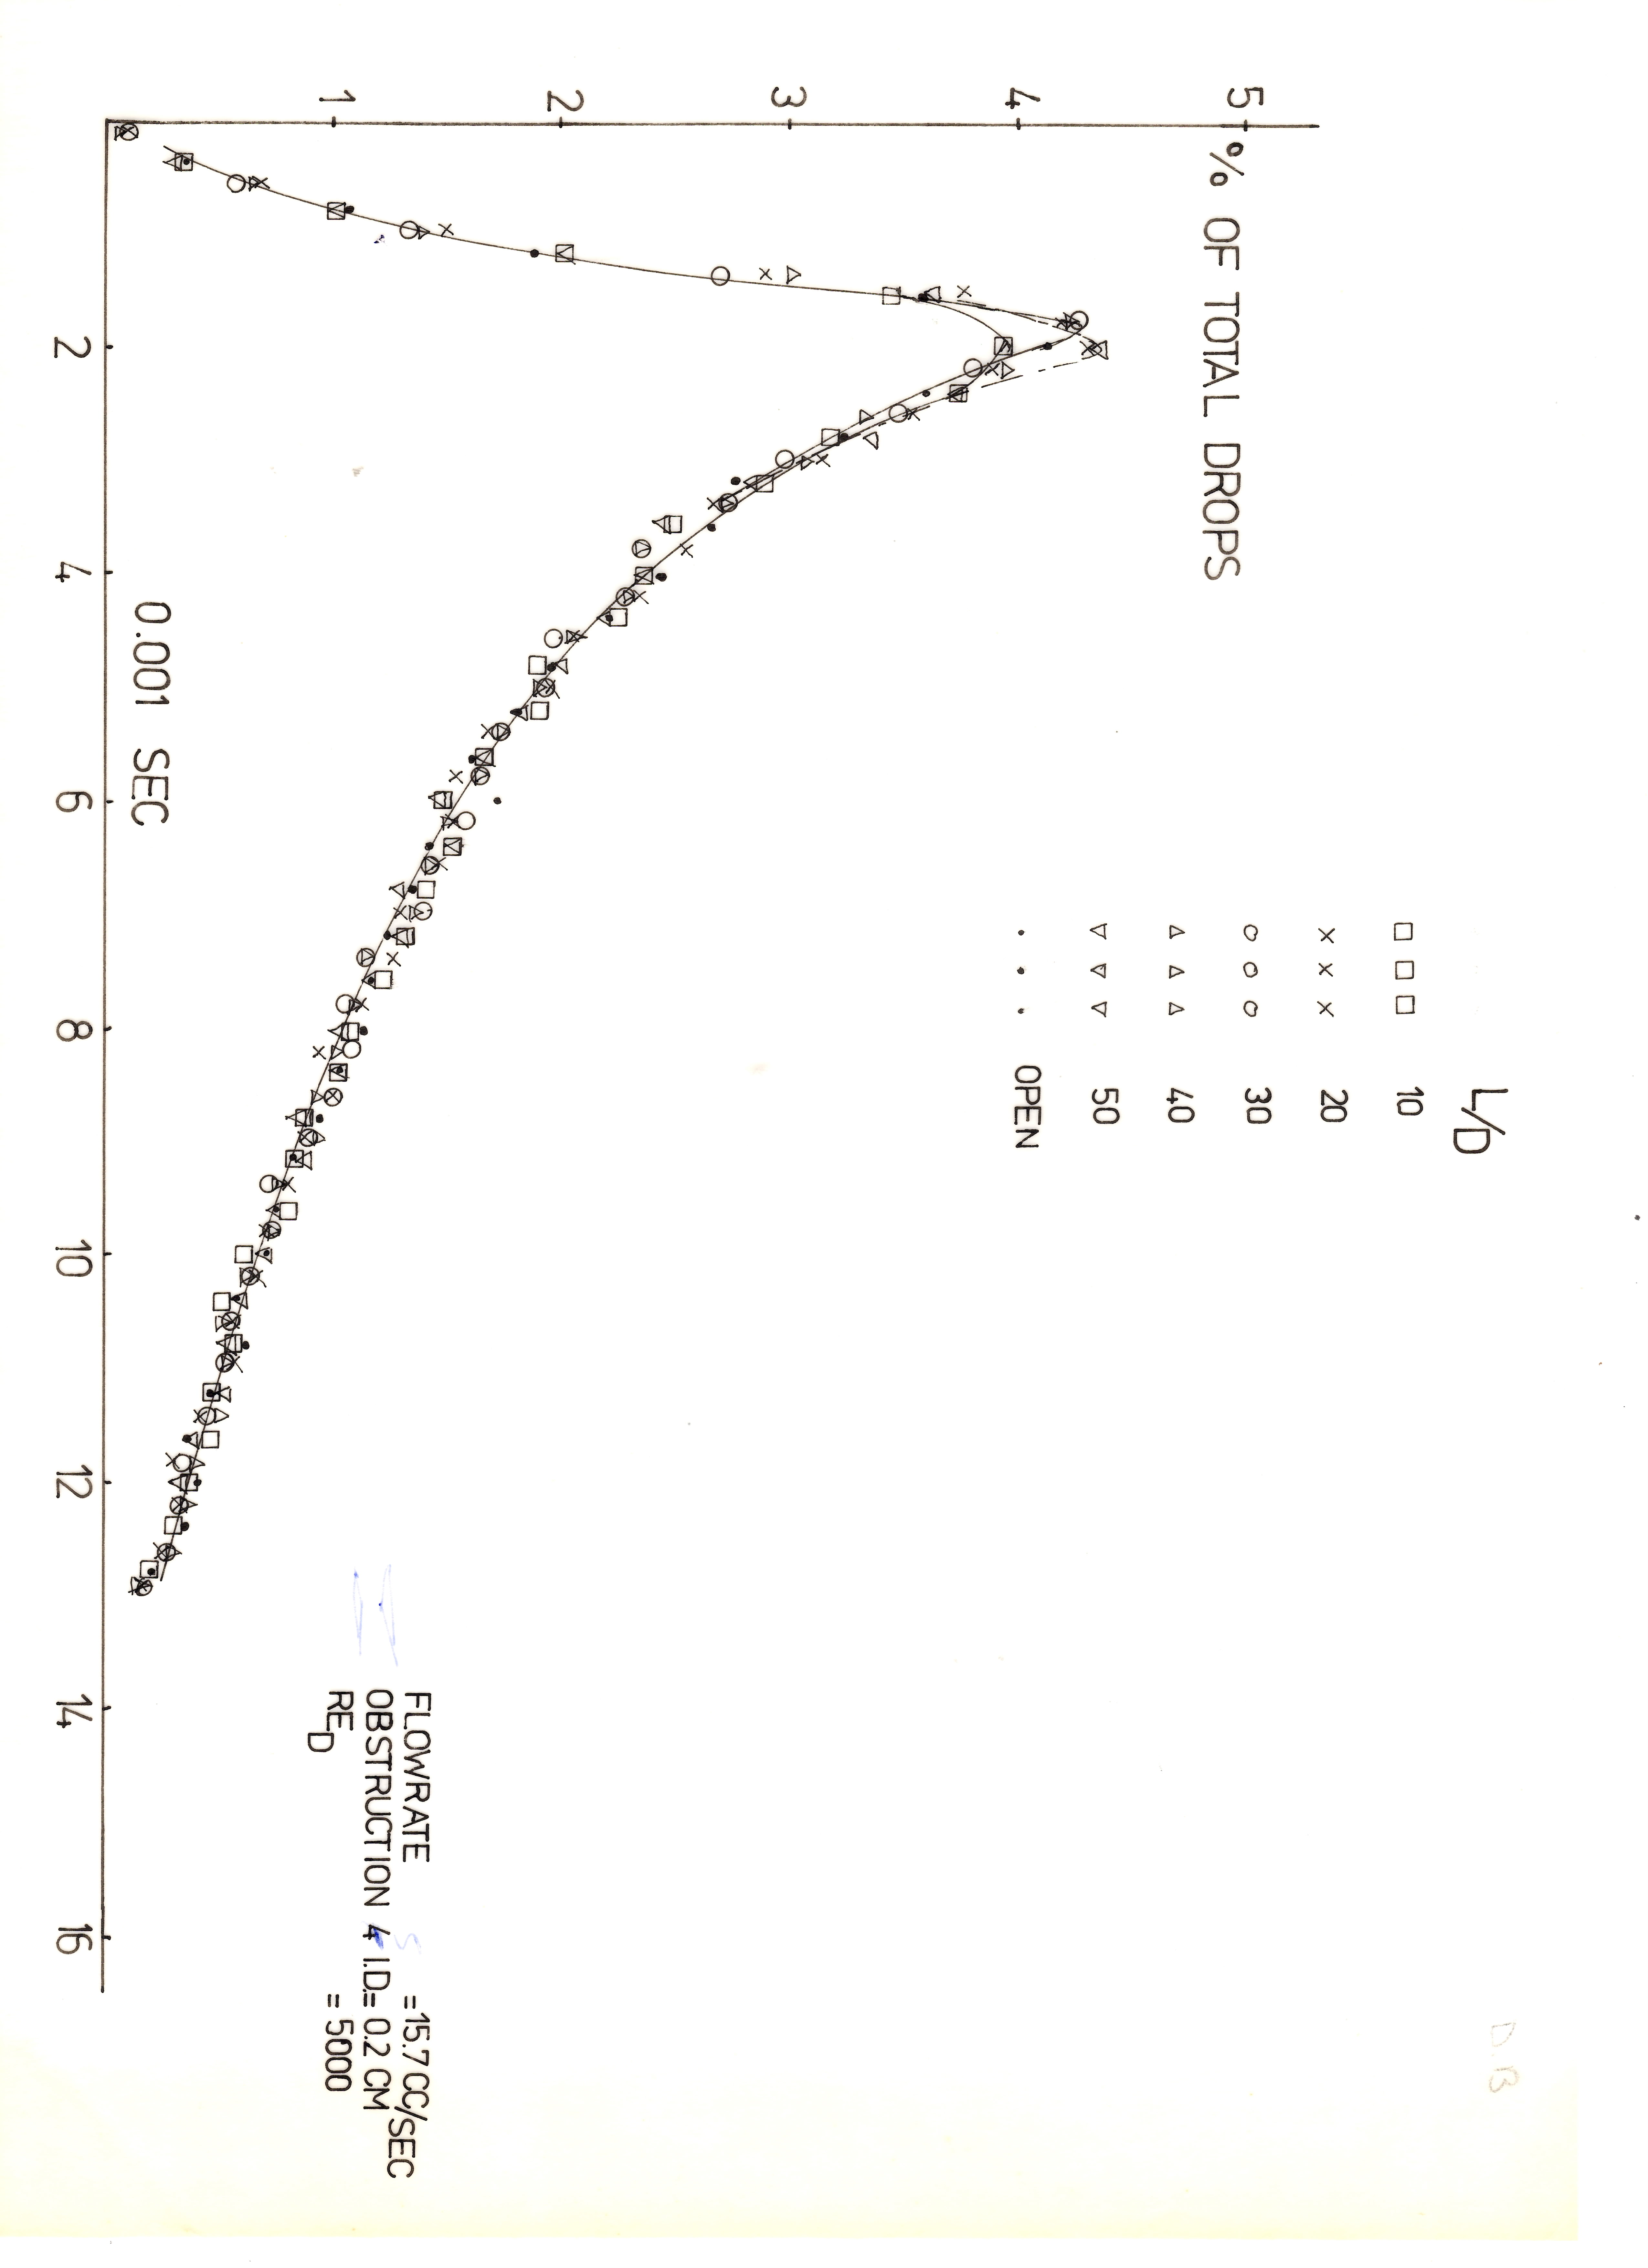 % OF TOTAL DROPS
5
4
3
2
1
2
4
6
8
10
12
14
16
0.001 SEC
L/D
□ □ □ 10
× × × 20
○ ○ ○ 30
△ △ △ 40
△ △ △ 50
• • • OPEN
FLOWRATE =15.7 CC/SEC
OBSTRUCTION 4 I.D.= 0.2 CM
RE_D = 5000